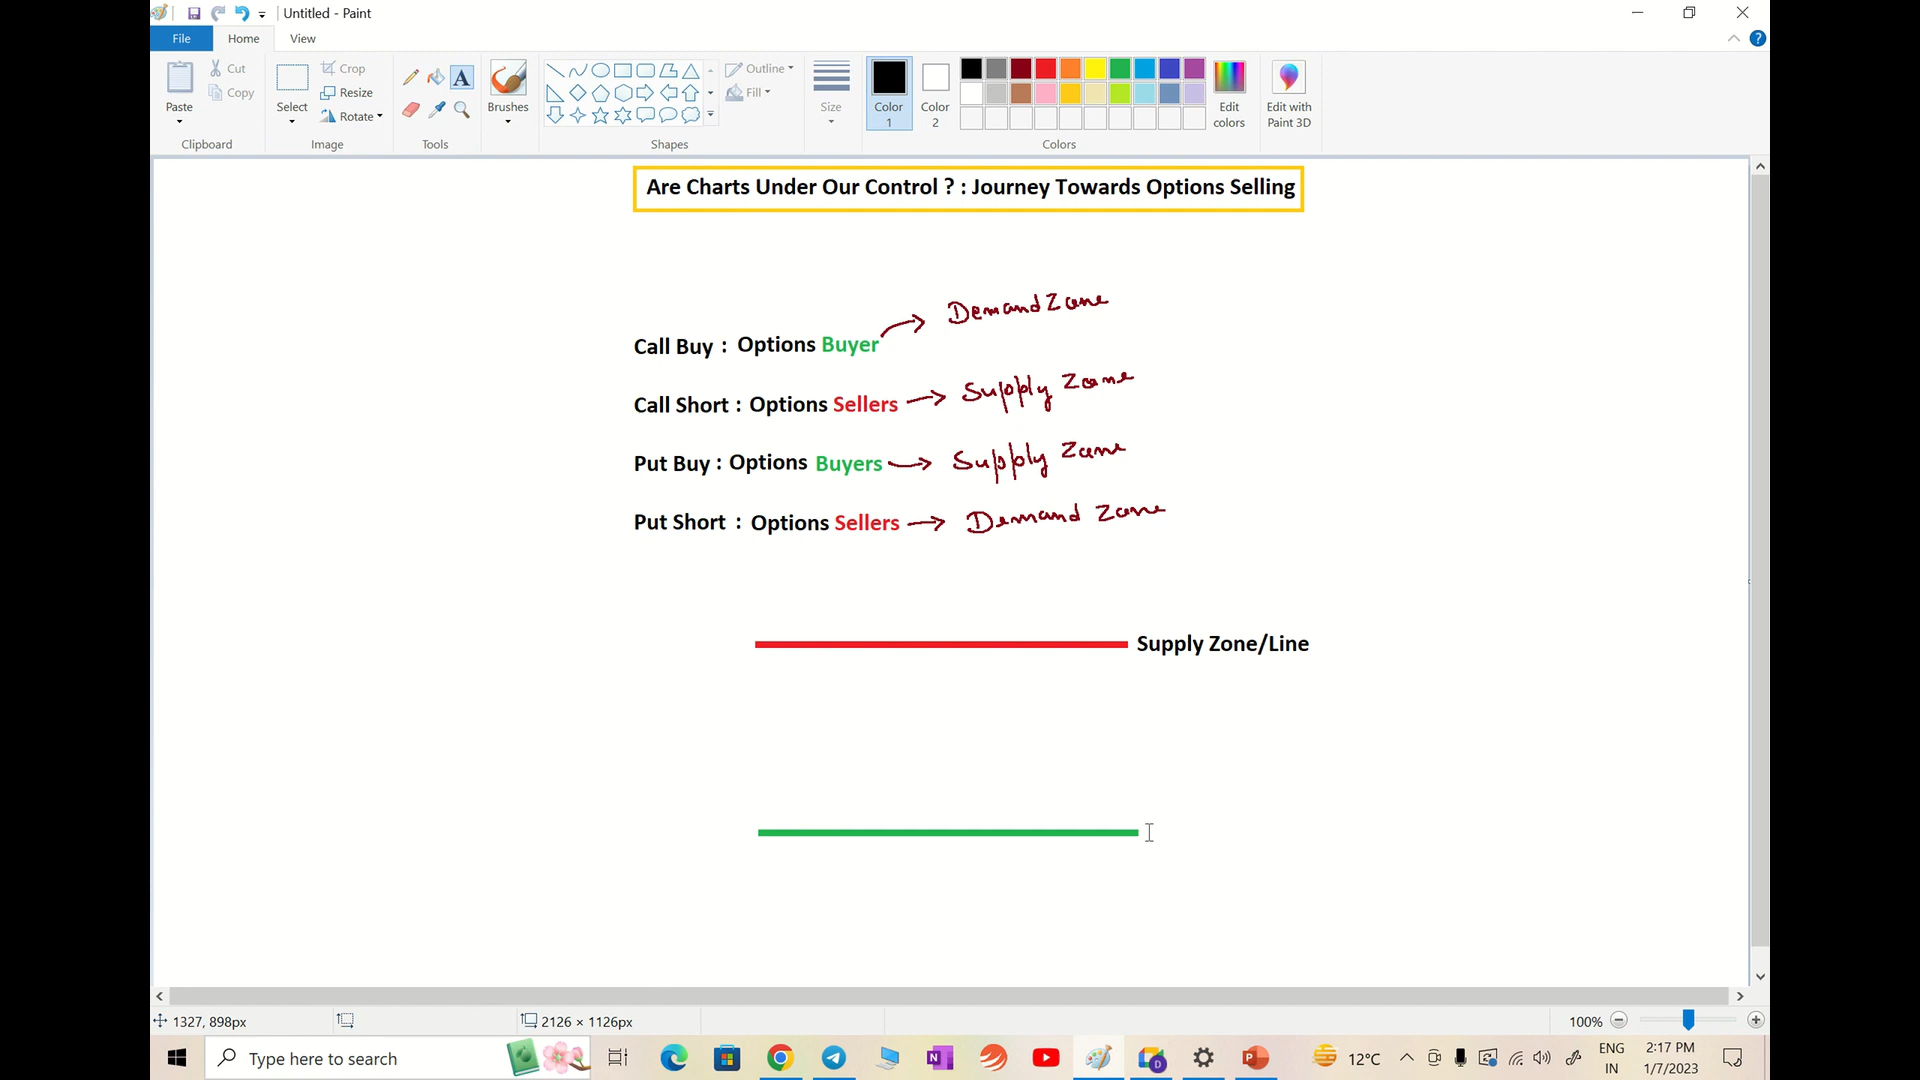 Untitled - Paint
File Home View
Paste
Cut
Copy
Clipboard
Select
Crop
Resize
Rotate
Image
Tools
Brushes
Shapes
Outline
Fill
Size
Color 1
Color 2
Colors
Edit colors
Edit with Paint 3D
Are Charts Under Our Control ? : Journey Towards Options Selling
Call Buy : Options Buyer → Demand Zone
Call Short : Options Sellers → Supply Zone
Put Buy : Options Buyers → Supply Zone
Put Short : Options Sellers → Demand Zone
Supply Zone/Line
1327, 898px
2126 × 1126px
100%
Type here to search
12°C
ENG
IN
2:17 PM
1/7/2023